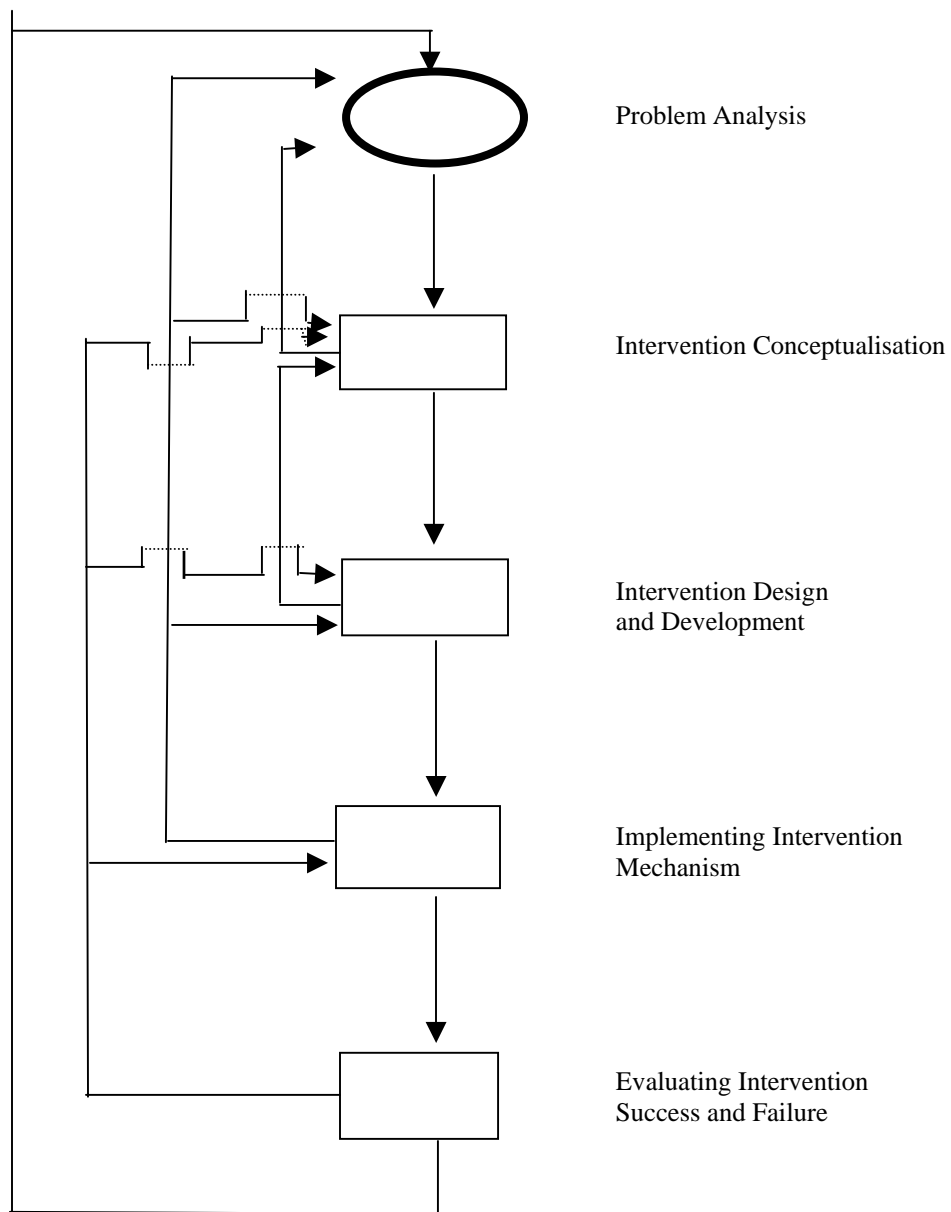 Problem Analysis
Intervention Conceptualisation
Intervention Design
and Development
Implementing Intervention
Mechanism
Evaluating Intervention
Success and Failure